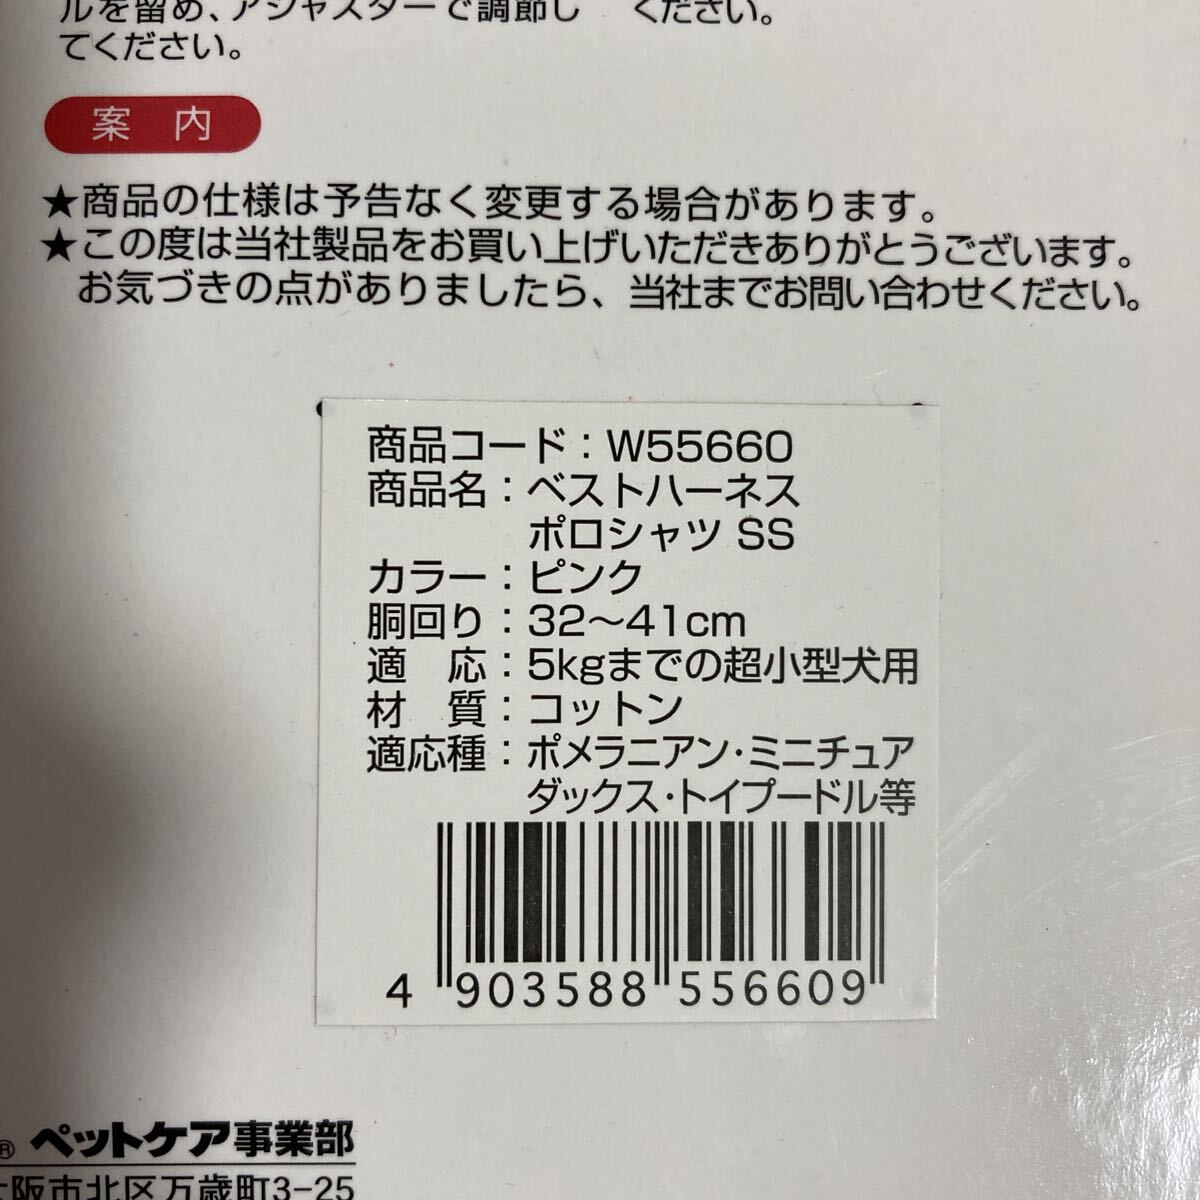 ルを留め、アジャスターで調節し
てください。
ください。
案 内
★商品の仕様は予告なく変更する場合があります。
★この度は当社製品をお買い上げいただきありがとうございます。
お気づきの点がありましたら、当社までお問い合わせください。
商品コード：W55660
商品名：ベストハーネス
ポロシャツ SS
カラー：ピンク
胴回り：32～41cm
適 応：5kgまでの超小型犬用
材 質：コットン
適応種：ポメラニアン・ミニチュア
ダックス・トイプードル等
4 903588 556609
® ペットケア事業部
大阪市北区万歳町3-25